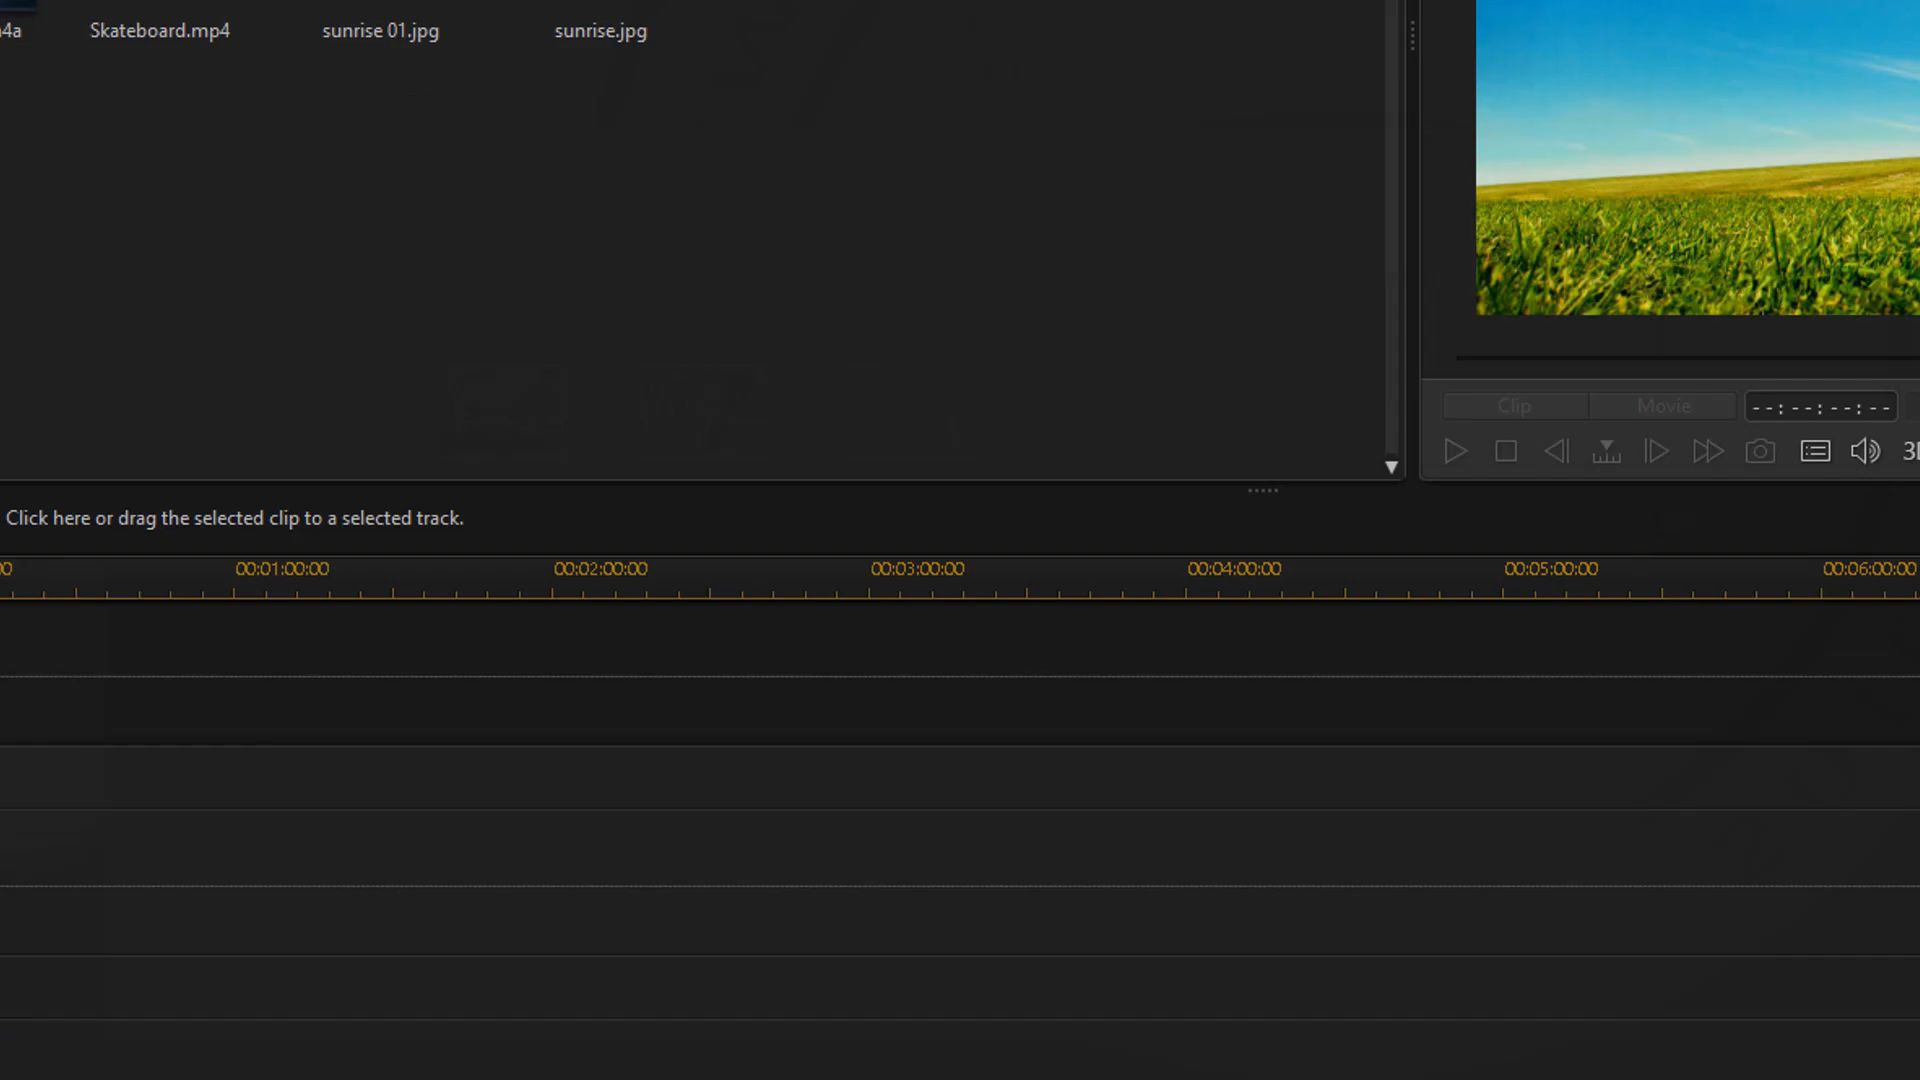 4a
Skateboard.mp4
sunrise 01.jpg
sunrise.jpg
Clip
Movie
--:--:--:--
Click here or drag the selected clip to a selected track.
00:01:00:00
00:02:00:00
00:03:00:00
00:04:00:00
00:05:00:00
00:06:00:00